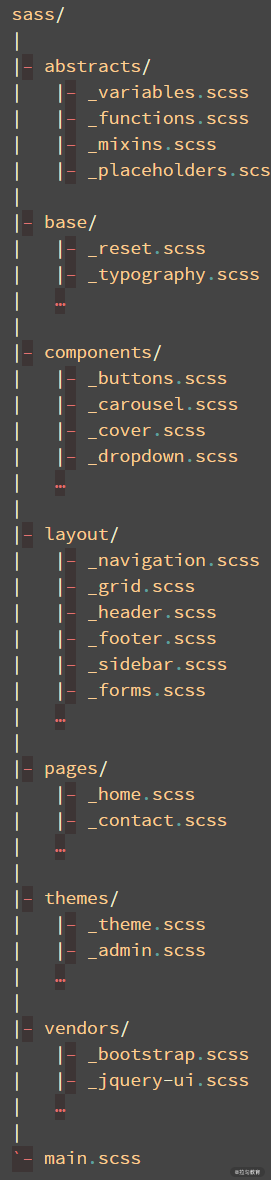 sass/
|
|- abstracts/
|   |- _variables.scss
|   |- _functions.scss
|   |- _mixins.scss
|   |- _placeholders.scs
|
|- base/
|   |- _reset.scss
|   |- _typography.scss
|   …
|
|- components/
|   |- _buttons.scss
|   |- _carousel.scss
|   |- _cover.scss
|   |- _dropdown.scss
|   …
|
|- layout/
|   |- _navigation.scss
|   |- _grid.scss
|   |- _header.scss
|   |- _footer.scss
|   |- _sidebar.scss
|   |- _forms.scss
|   …
|
|- pages/
|   |- _home.scss
|   |- _contact.scss
|   …
|
|- themes/
|   |- _theme.scss
|   |- _admin.scss
|   …
|
|- vendors/
|   |- _bootstrap.scss
|   |- _jquery-ui.scss
|   …
|
`- main.scss
@拉勾教育